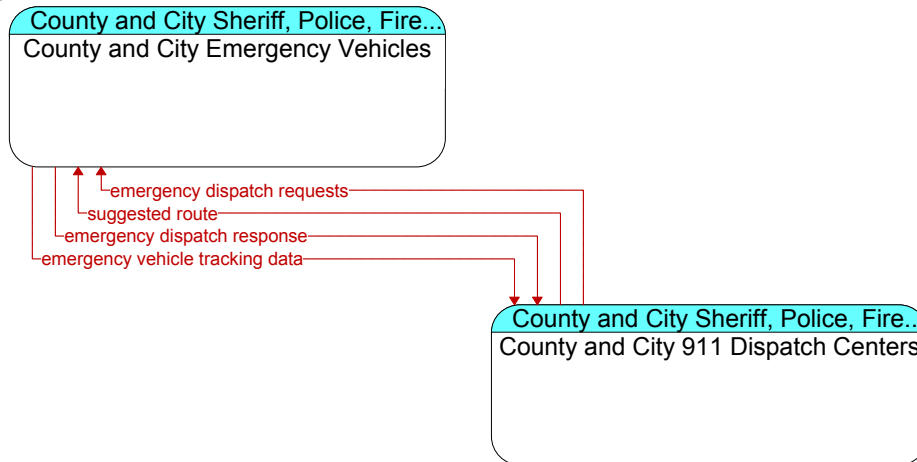 County and City Sheriff, Police, Fire...
County and City Emergency Vehicles
emergency dispatch requests
suggested route
emergency dispatch response
emergency vehicle tracking data
County and City Sheriff, Police, Fire..
County and City 911 Dispatch Centers